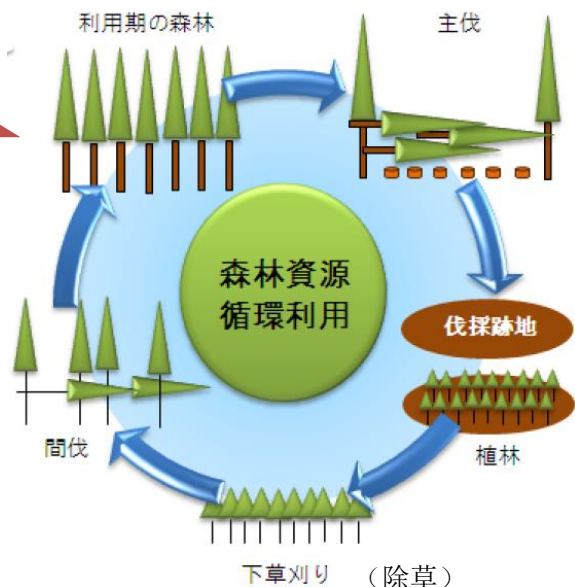 利用期の森林
主伐
森林資源
循環利用
伐採跡地
植林
間伐
下草刈り （除草）